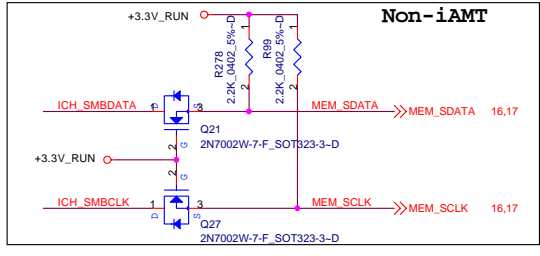 +3.3V_RUN
Non-iAMT
R278
2.2K_0402_5%~D
R99
2.2K_0402_5%~D
1
2
1
2
ICH_SMBDATA
1
D
S
3
MEM_SDATA
MEM_SDATA
16,17
Q21
2N7002W-7-F_SOT323-3~D
2
G
+3.3V_RUN
2
G
ICH_SMBCLK
1
D
S
3
MEM_SCLK
MEM_SCLK
16,17
Q27
2N7002W-7-F_SOT323-3~D